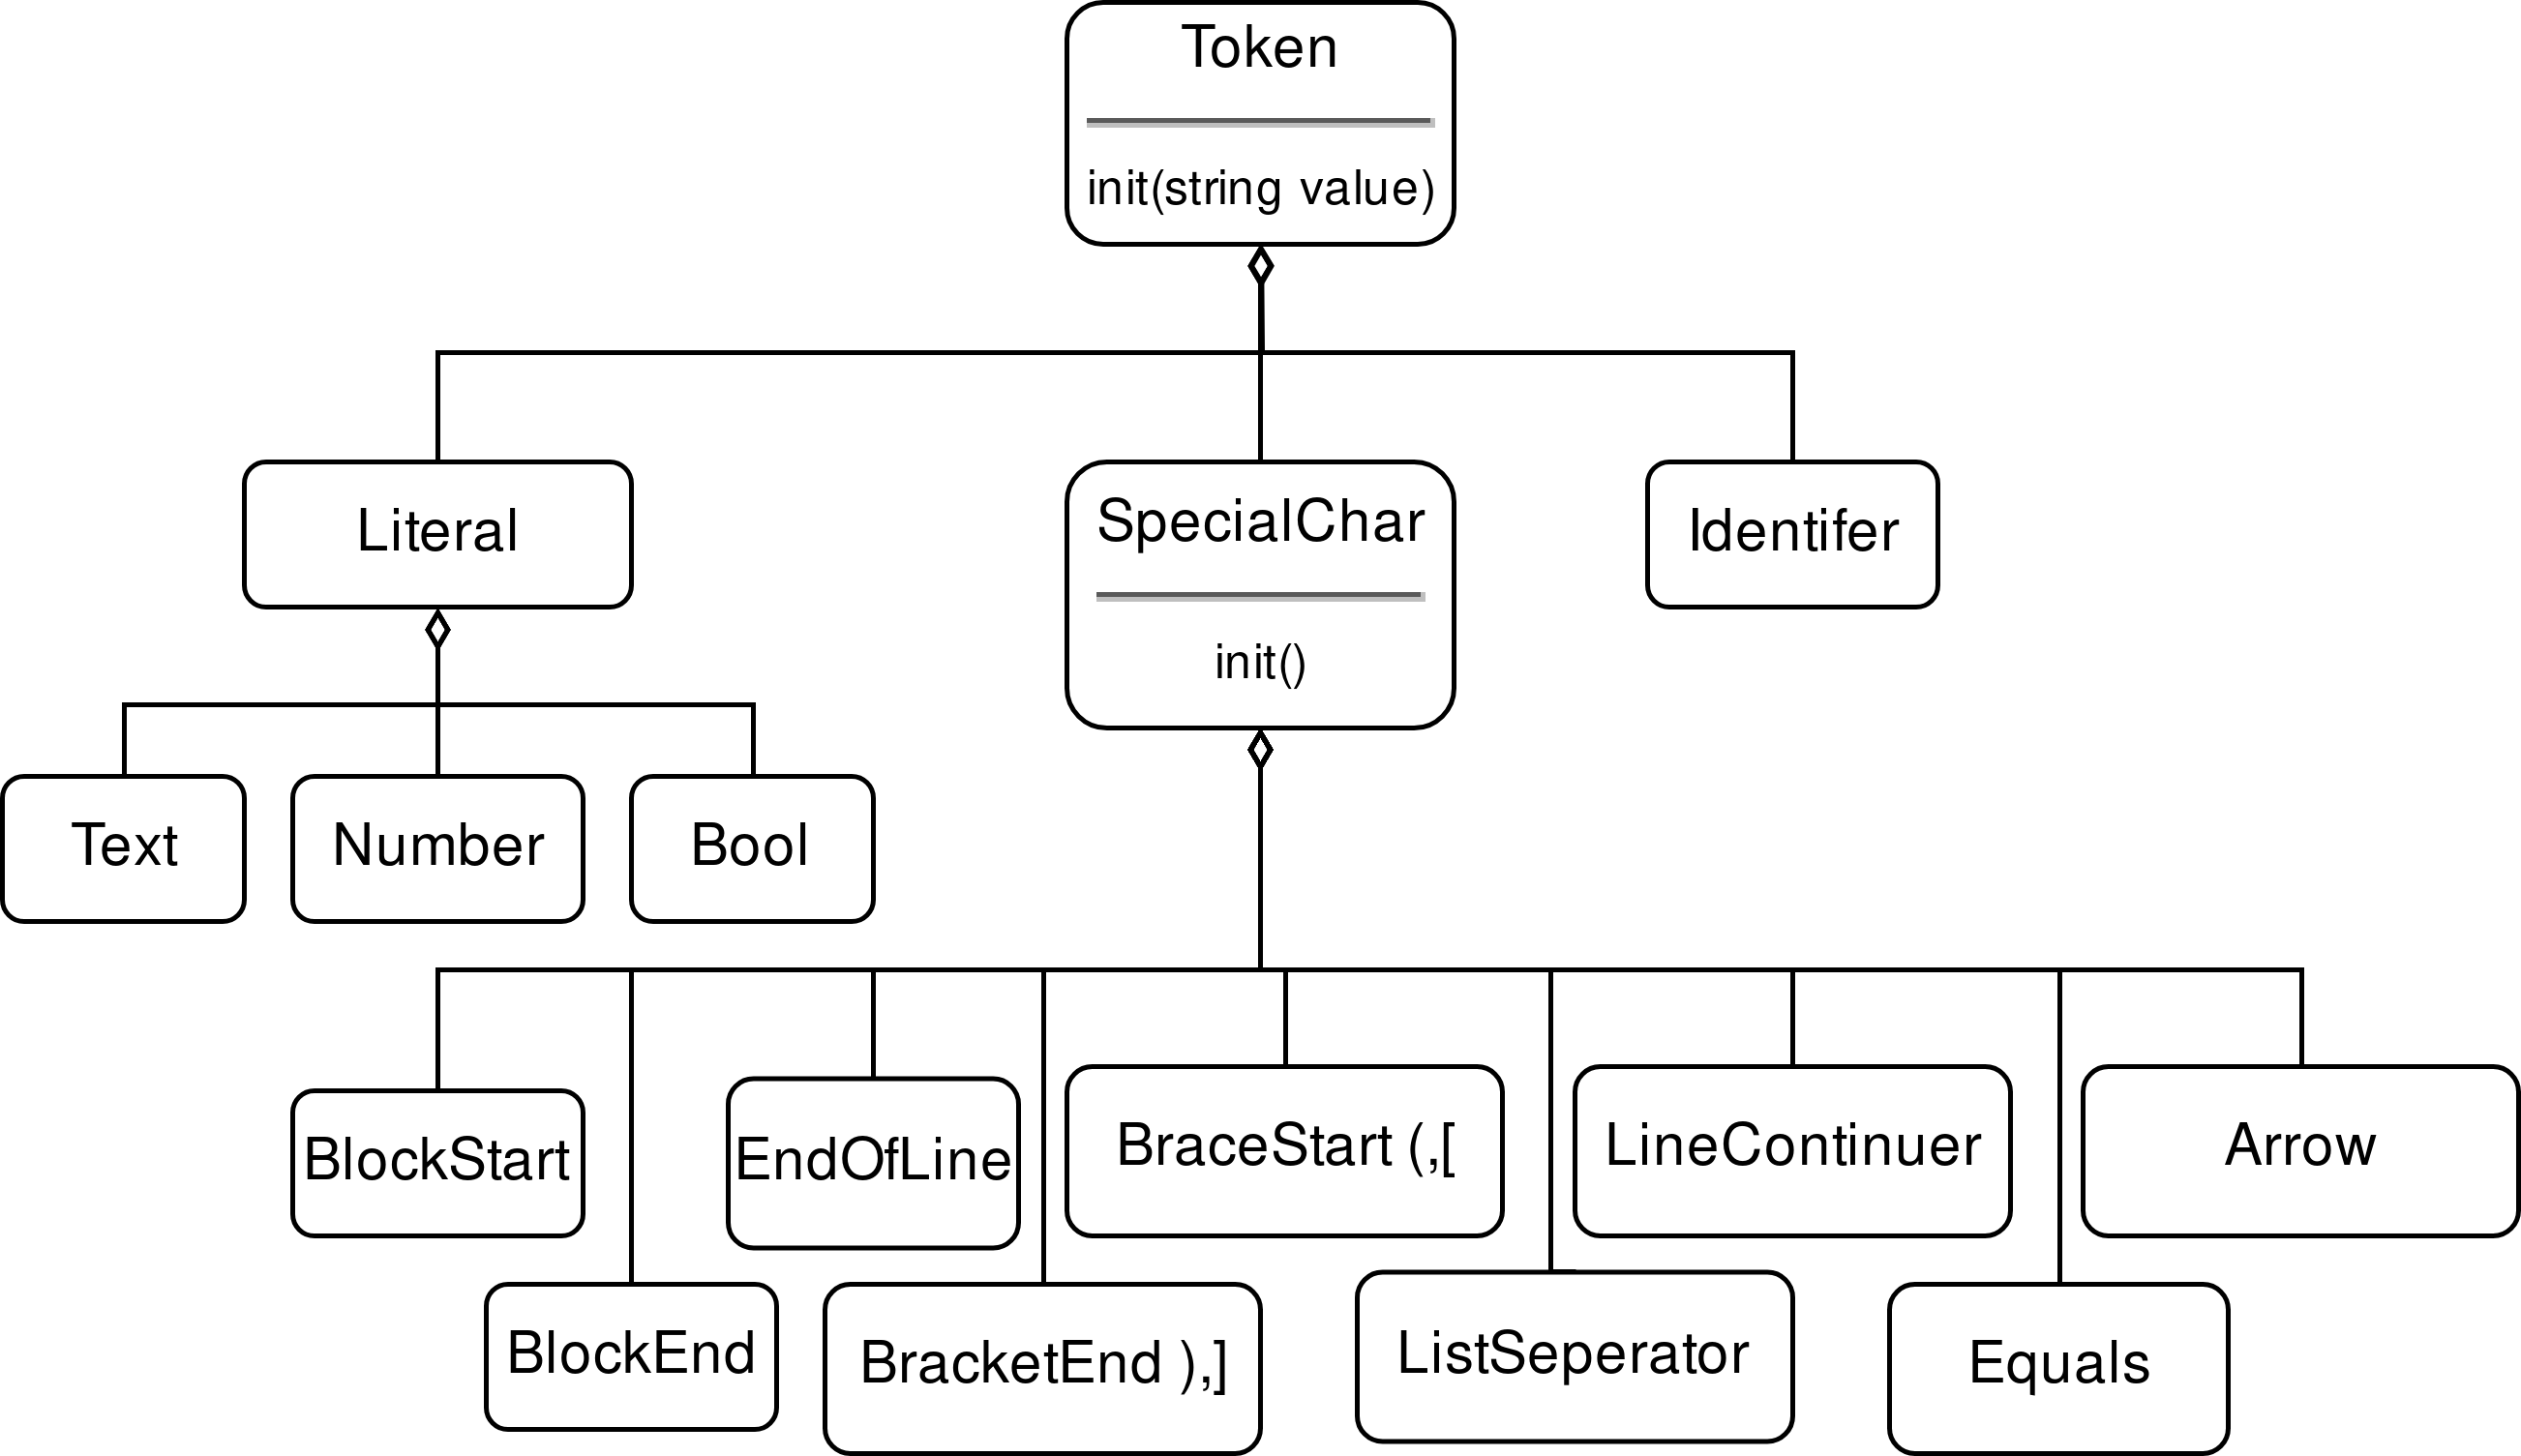 Token
init(string value)
Literal
SpecialChar
init()
Identifer
Text
Number
Bool
BlockStart
EndOfLine
BraceStart (,[
LineContinuer
Arrow
BlockEnd
BracketEnd ),]
ListSeperator
Equals